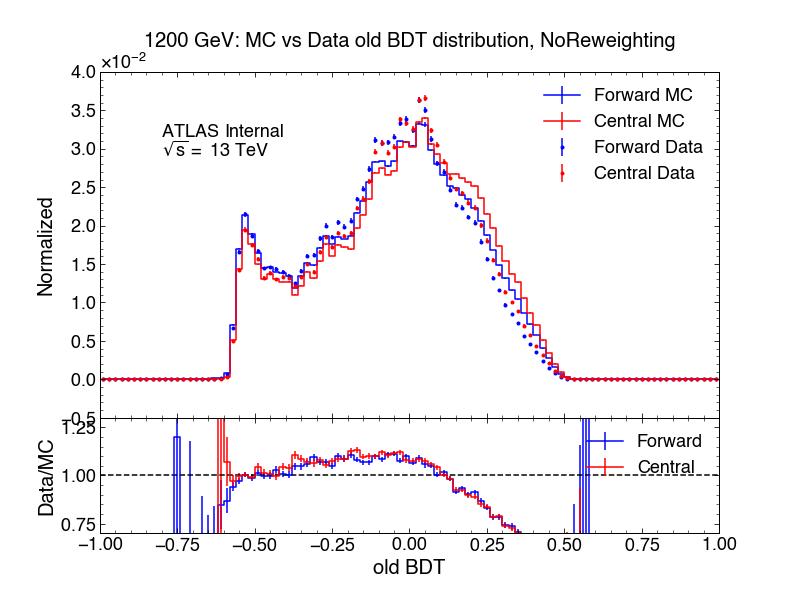 1200 GeV: MC vs Data old BDT distribution, NoReweighting
×10⁻²
4.0
3.5
3.0
2.5
2.0
1.5
1.0
0.5
0.0
−0.5
Normalized
ATLAS Internal
√s = 13 TeV
Forward MC
Central MC
Forward Data
Central Data
1.25
1.00
0.75
Data/MC
Forward
Central
−1.00 −0.75 −0.50 −0.25 0.00 0.25 0.50 0.75 1.00
old BDT